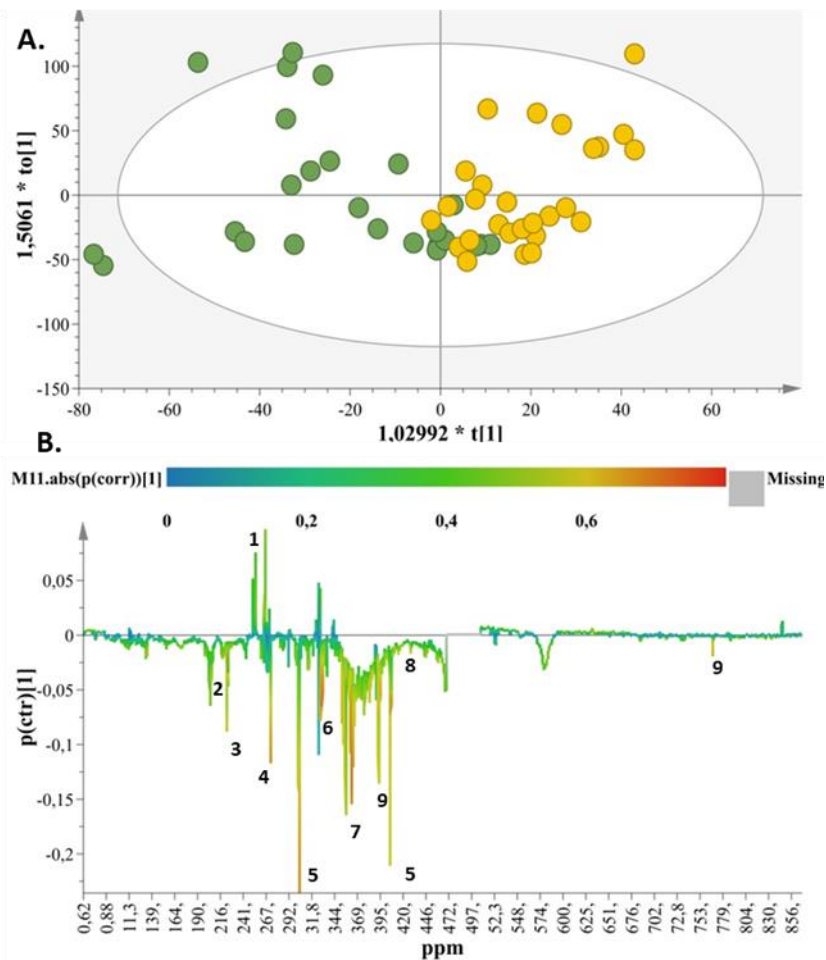 A.
100
50
0
-50
-100
-150
1,5061 * to[1]
-80 -60 -40 -20 0 20 40 60
1,02992 * t[1]
B.
M11.abs(p(corr))[1] Missing
0 0,2 0,4 0,6
0,05
0
-0,05
-0,1
-0,15
-0,2
p(ctr)[1]
1
2
3
4
5
6
7
8
9
5
9
0,62 0,88 11,3 139, 164, 190, 216, 241, 267, 292, 31,8 344, 369, 395, 420, 446, 472, 497, 52,3 548, 574, 600, 625, 651, 676, 702, 72,8 753, 779, 804, 830, 856,
ppm